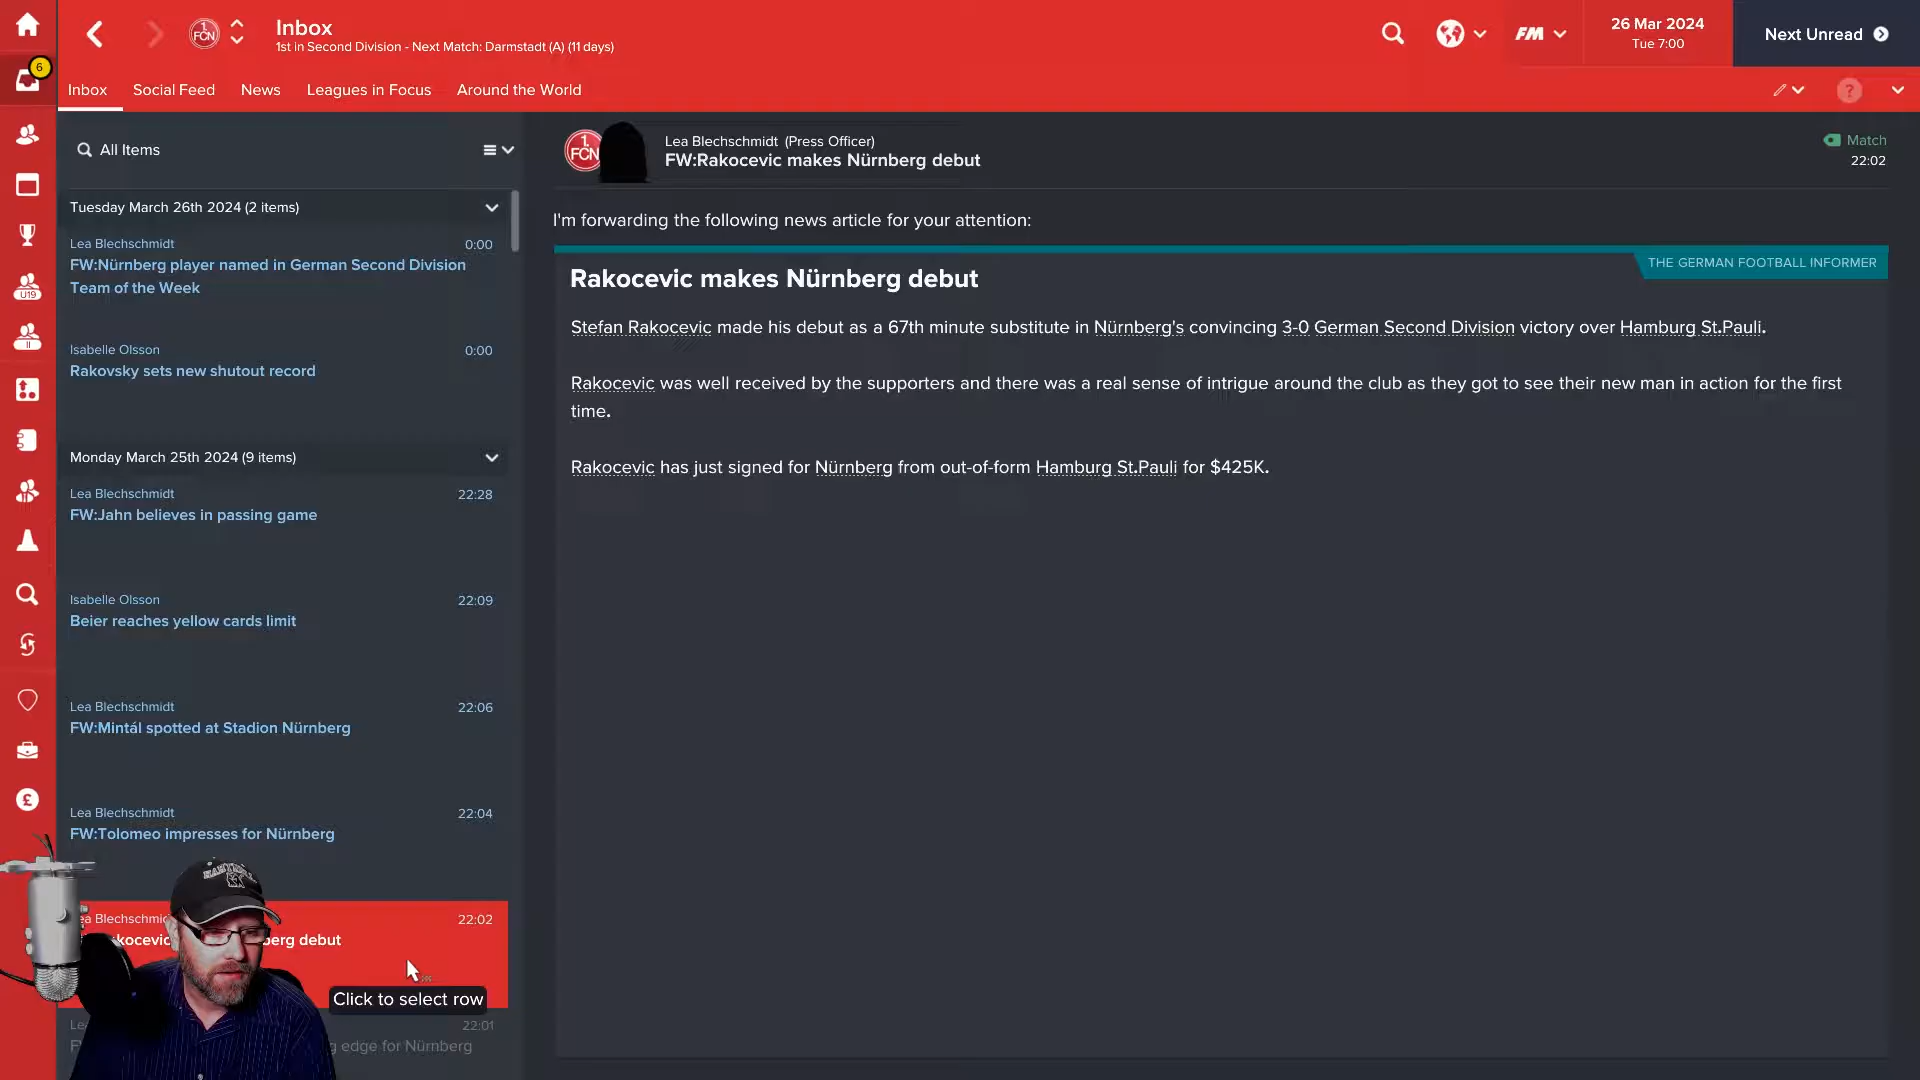 1.
FCN
Inbox
1st in Second Division - Next Match: Darmstadt (A) (11 days)
FM
26 Mar 2024
Tue 7:00
Next Unread
6
Inbox
Social Feed
News
Leagues in Focus
Around the World
?
All Items
Tuesday March 26th 2024 (2 items)
Lea Blechschmidt
0:00
FW:Nürnberg player named in German Second Division
Team of the Week
U19
II
Isabelle Olsson
0:00
Rakovsky sets new shutout record
Monday March 25th 2024 (9 items)
Lea Blechschmidt
22:28
FW:Jahn believes in passing game
Isabelle Olsson
22:09
Beier reaches yellow cards limit
Lea Blechschmidt
22:06
FW:Mintál spotted at Stadion Nürnberg
£
Lea Blechschmidt
22:04
FW:Tolomeo impresses for Nürnberg
Blechschmid
22:02
debut
Click to select row
22:01
edge for Nürnberg
1.
FCN
Lea Blechschmidt (Press Officer)
FW:Rakocevic makes Nürnberg debut
Match
22:02
I'm forwarding the following news article for your attention:
THE GERMAN FOOTBALL INFORMER
Rakocevic makes Nürnberg debut
Stefan Rakocevic made his debut as a 67th minute substitute in Nürnberg's convincing 3-0 German Second Division victory over Hamburg St.Pauli.
Rakocevic was well received by the supporters and there was a real sense of intrigue around the club as they got to see their new man in action for the first
time.
Rakocevic has just signed for Nürnberg from out-of-form Hamburg St.Pauli for $425K.